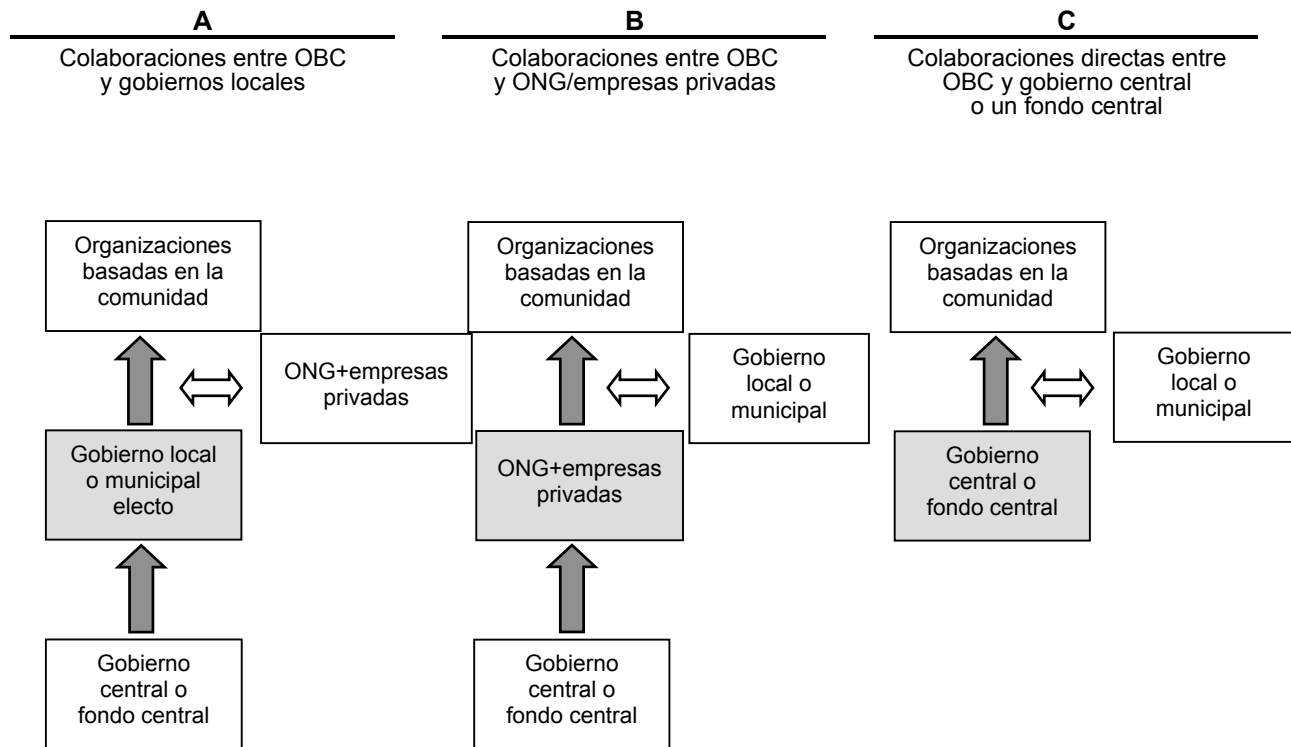 A
Colaboraciones entre OBC
y gobiernos locales
Organizaciones
basadas en la
comunidad
ONG+empresas
privadas
Gobierno local
o municipal
electo
Gobierno
central o
fondo central
B
Colaboraciones entre OBC
y ONG/empresas privadas
Organizaciones
basadas en la
comunidad
Gobierno
local o
municipal
ONG+empresas
privadas
Gobierno
central o
fondo central
C
Colaboraciones directas entre
OBC y gobierno central
o un fondo central
Organizaciones
basadas en la
comunidad
Gobierno
local o
municipal
Gobierno
central o
fondo central